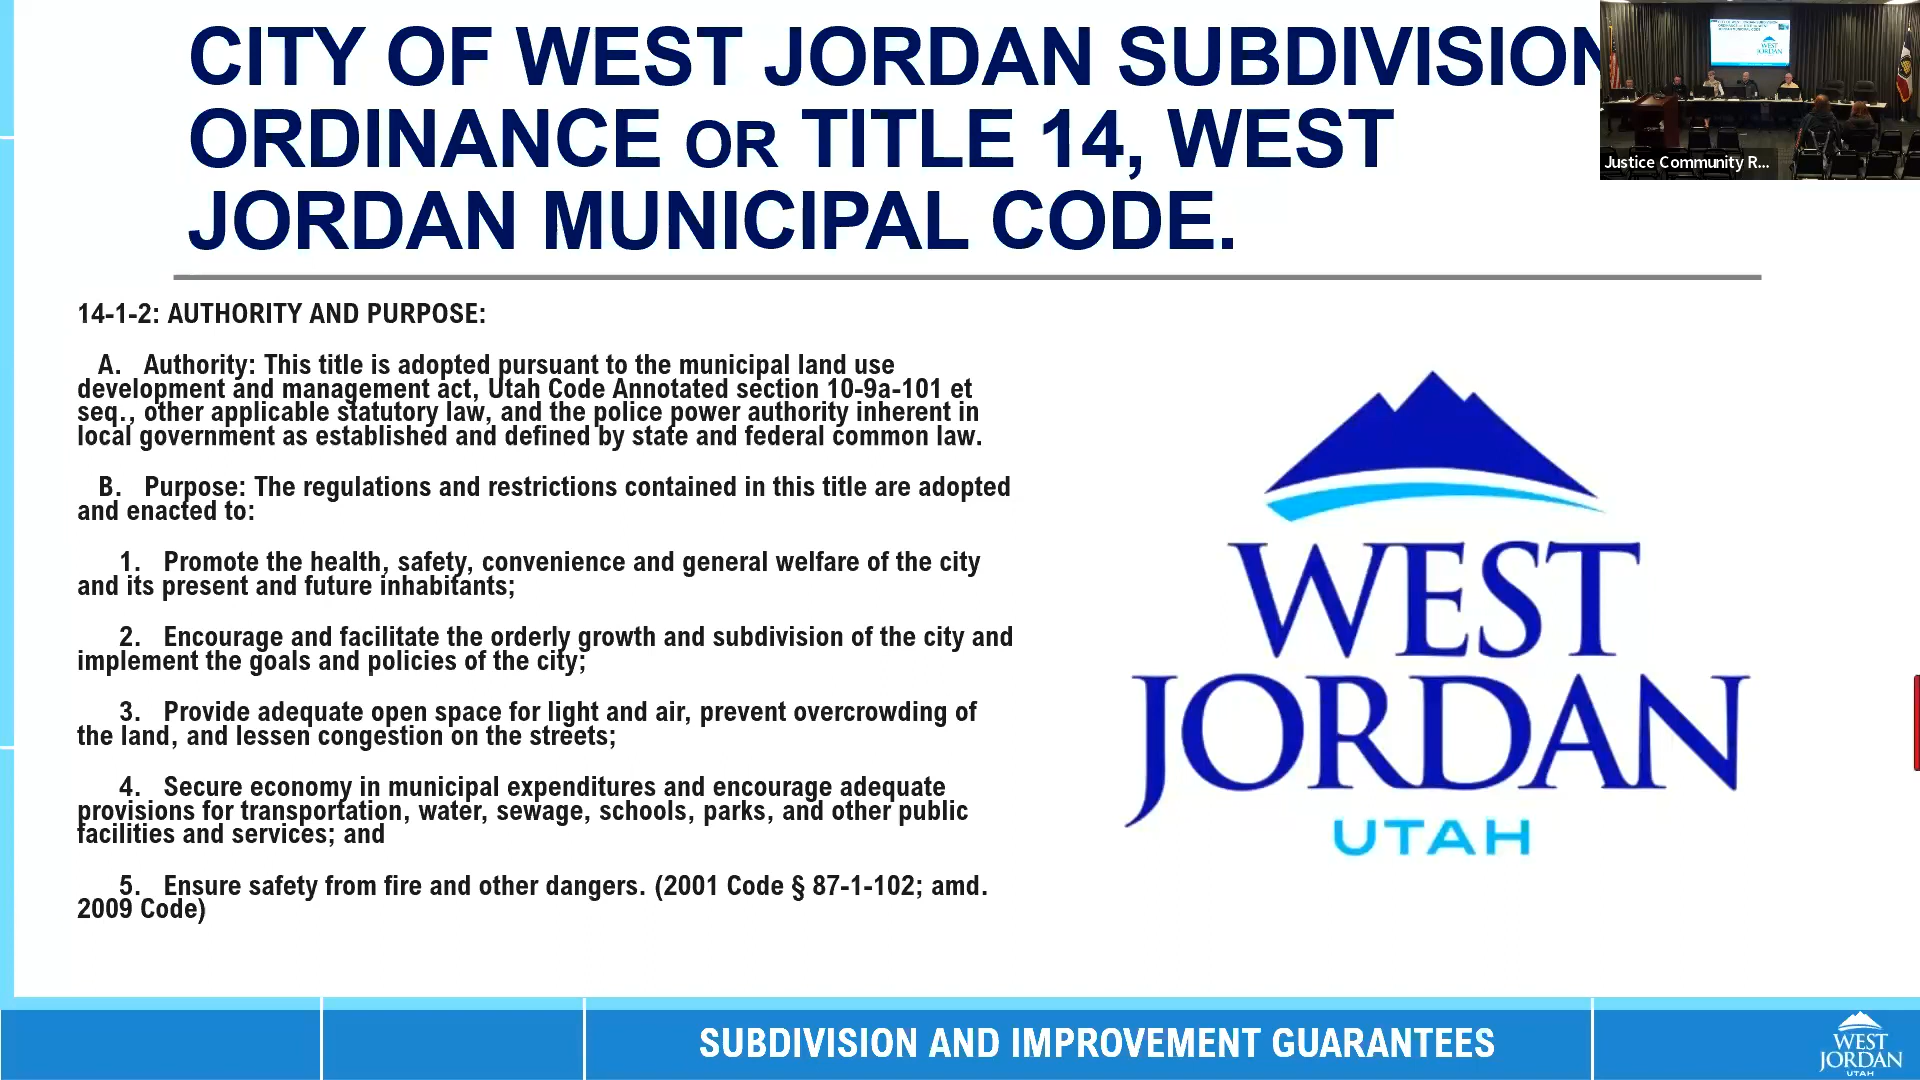 CITY OF WEST JORDAN SUBDIVISION
ORDINANCE OR TITLE 14, WEST
JORDAN MUNICIPAL CODE.
Justice Community R...
14-1-2: AUTHORITY AND PURPOSE:
A. Authority: This title is adopted pursuant to the municipal land use
development and management act, Utah Code Annotated section 10-9a-101 et
seq., other applicable statutory law, and the police power authority inherent in
local government as established and defined by state and federal common law.
B. Purpose: The regulations and restrictions contained in this title are adopted
and enacted to:
1. Promote the health, safety, convenience and general welfare of the city
and its present and future inhabitants;
2. Encourage and facilitate the orderly growth and subdivision of the city and
implement the goals and policies of the city;
3. Provide adequate open space for light and air, prevent overcrowding of
the land, and lessen congestion on the streets;
4. Secure economy in municipal expenditures and encourage adequate
provisions for transportation, water, sewage, schools, parks, and other public
facilities and services; and
5. Ensure safety from fire and other dangers. (2001 Code § 87-1-102; amd.
2009 Code)
WEST
JORDAN
UTAH
SUBDIVISION AND IMPROVEMENT GUARANTEES
WEST
JORDAN
UTAH